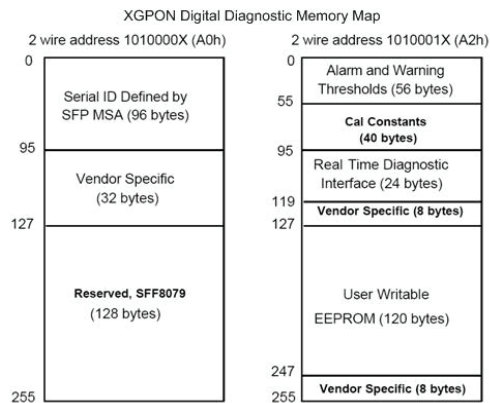 XGPON Digital Diagnostic Memory Map
2 wire address 1010000X (A0h)
0
Serial ID Defined by
SFP MSA (96 bytes)
95
Vendor Specific
(32 bytes)
127
Reserved, SFF8079
(128 bytes)
255
2 wire address 1010001X (A2h)
0
Alarm and Warning
Thresholds (56 bytes)
55
Cal Constants
(40 bytes)
95
Real Time Diagnostic
Interface (24 bytes)
119
Vendor Specific (8 bytes)
127
User Writable
EEPROM (120 bytes)
247
Vendor Specific (8 bytes)
255